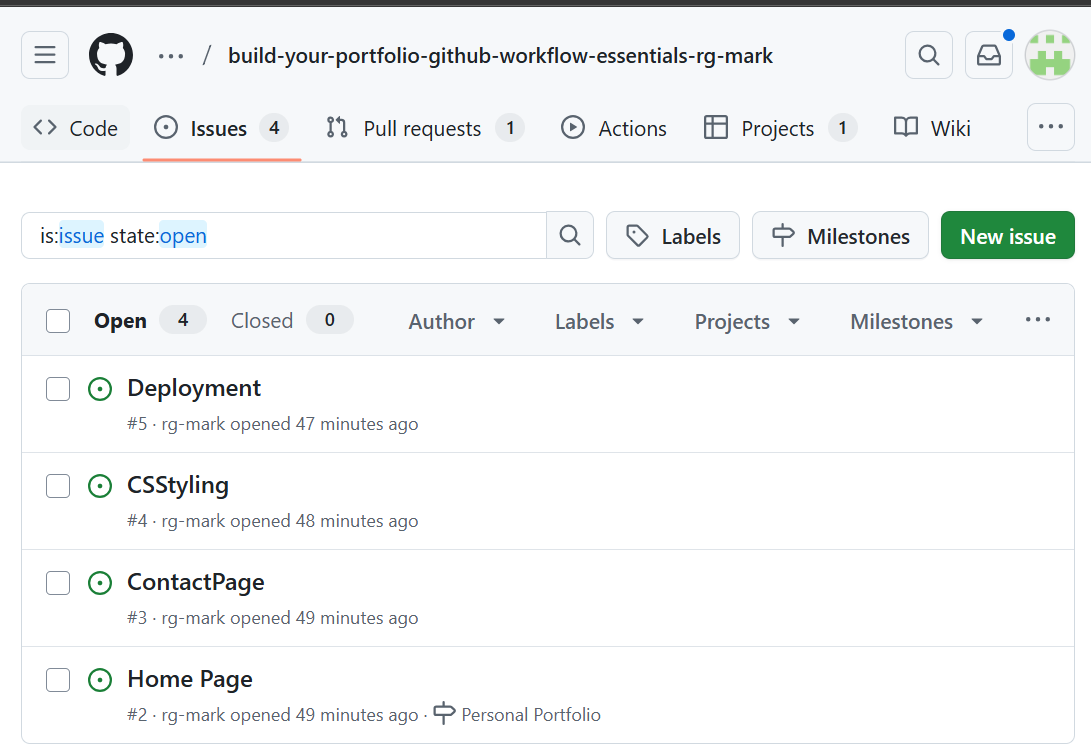 ··· / build-your-portfolio-github-workflow-essentials-rg-mark
Code Issues 4 Pull requests 1 Actions Projects 1 Wiki
is:issue state:open Labels Milestones New issue
Open 4 Closed 0 Author Labels Projects Milestones
Deployment
#5 · rg-mark opened 47 minutes ago
CSStyling
#4 · rg-mark opened 48 minutes ago
ContactPage
#3 · rg-mark opened 49 minutes ago
Home Page
#2 · rg-mark opened 49 minutes ago · Personal Portfolio